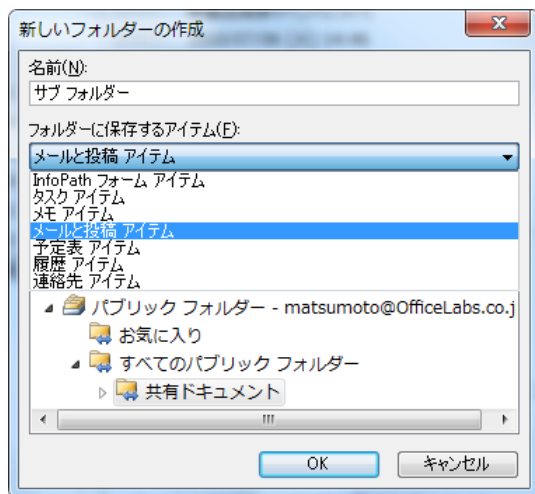 新しいフォルダーの作成
名前(N):
サブ フォルダー
フォルダーに保存するアイテム(F):
メールと投稿 アイテム
InfoPath フォーム アイテム
タスク アイテム
メモ アイテム
メールと投稿 アイテム
予定表 アイテム
履歴 アイテム
連絡先 アイテム
パブリック フォルダー - matsumoto@OfficeLabs.co.j
お気に入り
すべてのパブリック フォルダー
共有ドキュメント
OK
キャンセル